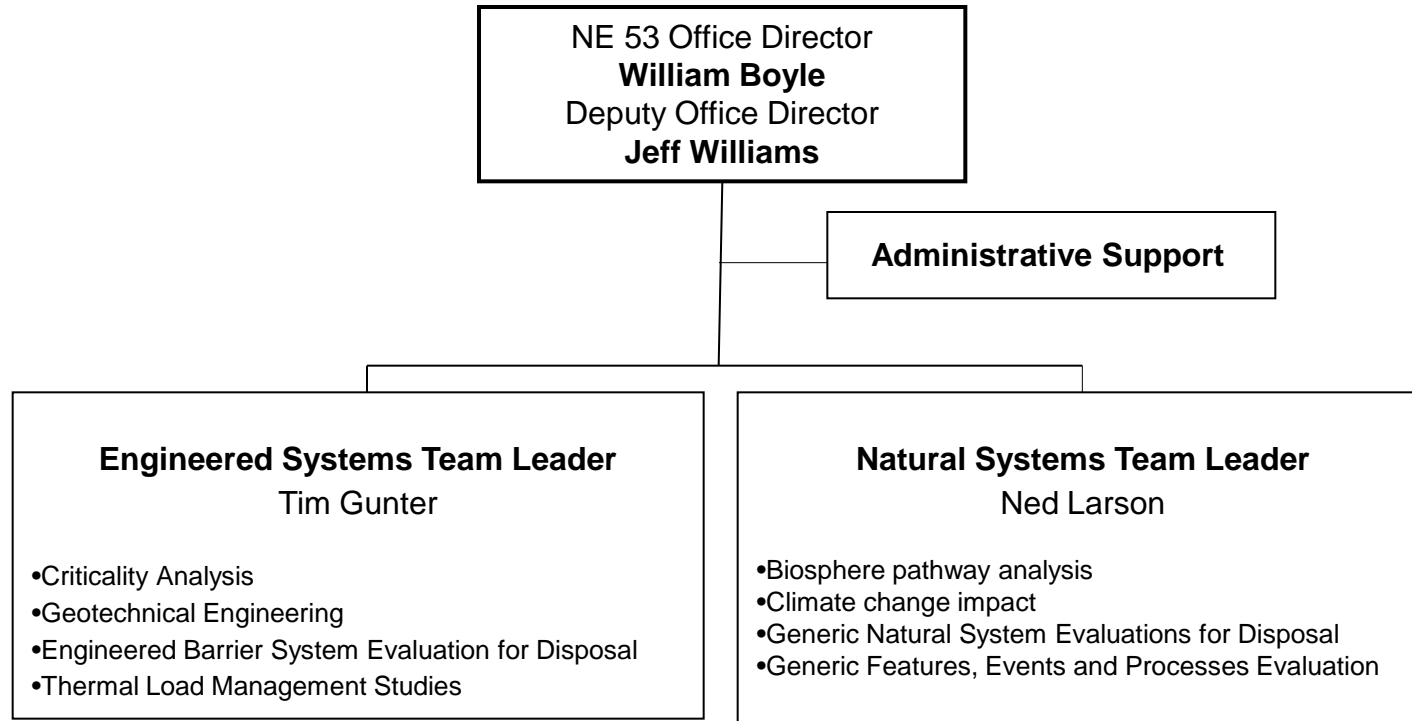 NE 53 Office Director
William Boyle
Deputy Office Director
Jeff Williams
Administrative Support
Engineered Systems Team Leader
Tim Gunter
•Criticality Analysis
•Geotechnical Engineering
•Engineered Barrier System Evaluation for Disposal
•Thermal Load Management Studies
Natural Systems Team Leader
Ned Larson
•Biosphere pathway analysis
•Climate change impact
•Generic Natural System Evaluations for Disposal
•Generic Features, Events and Processes Evaluation